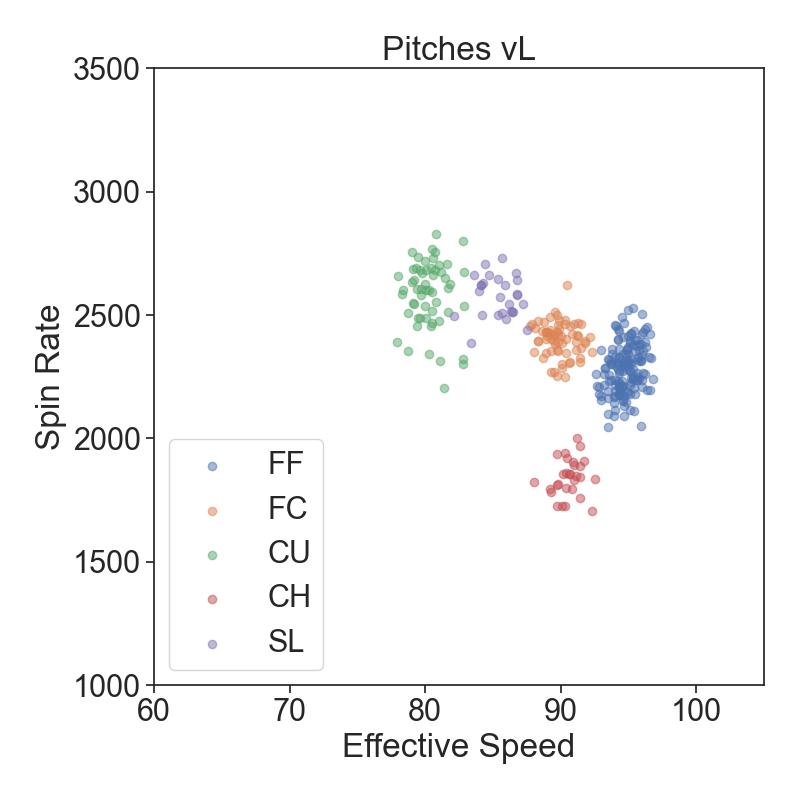 Pitches vL
3500
3000
2500
2000
1500
1000
Spin Rate
FF
FC
CU
CH
SL
60 70 80 90 100
Effective Speed